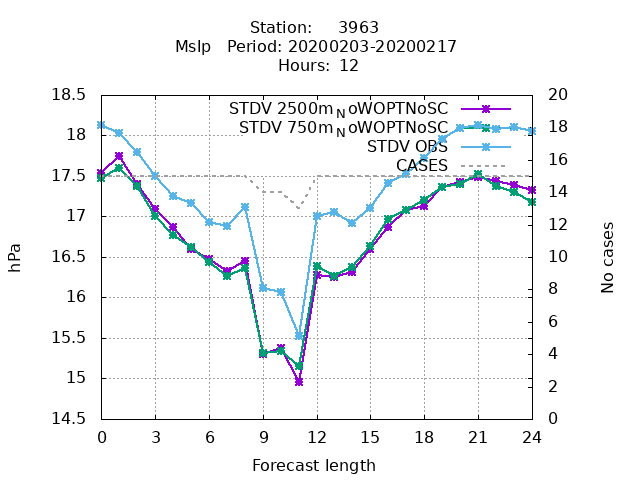 Station: 3963
Mslp Period: 20200203-20200217
Hours: 12
18.5
18
17.5
17
16.5
16
15.5
15
14.5
20
18
16
14
12
10
8
6
4
2
0
0 3 6 9 12 15 18 21 24
hPa
No cases
Forecast length
STDV 2500mNoWOPTNoSC
STDV 750mNoWOPTNoSC
STDV OBS
CASES